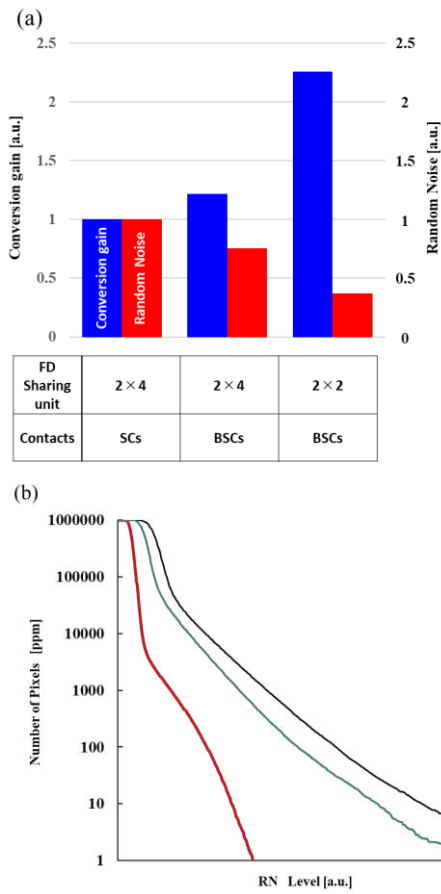 (a)
2.5
2
1.5
1
0.5
0
Conversion gain [a.u.]
Conversion gain
Random Noise
2.5
2
1.5
1
0.5
0
Random Noise [a.u.]
FD
Sharing
unit
2×4
2×4
2×2
Contacts
SCs
BSCs
BSCs
(b)
1000000
100000
10000
1000
100
10
1
Number of Pixels [ppm]
RN Level [a.u.]